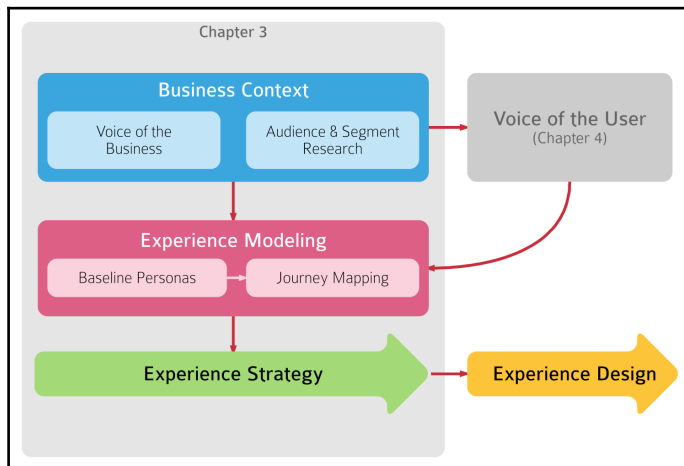 Chapter 3
Business Context
Voice of the
Business
Audience & Segment
Research
Voice of the User
(Chapter 4)
Experience Modeling
Baseline Personas
Journey Mapping
Experience Strategy
Experience Design